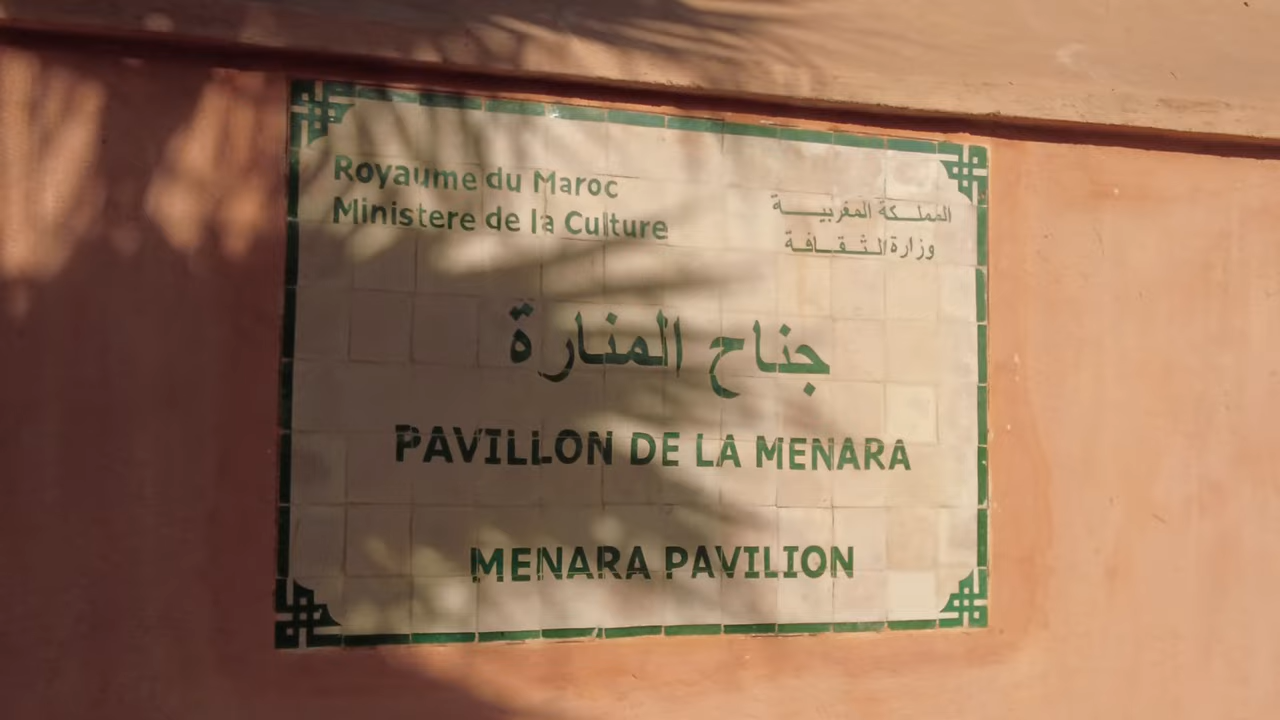 Royaume du Maroc
Ministere de la Culture
المملكة المغربية
وزارة الثقافة
جناح المنارة
PAVILLON DE LA MENARA
MENARA PAVILION